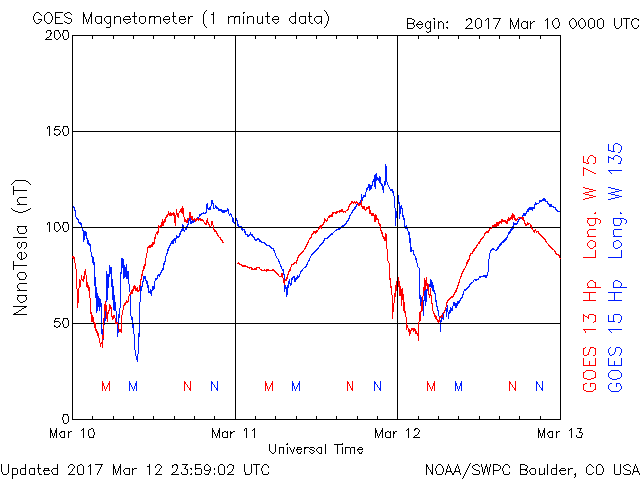 GOES Magnetometer (1 minute data)
Begin: 2017 Mar 10 0000 UTC
200
150
100
50
0
NanoTesla (nT)
M M N N M M N N M M N N
Mar 10 Mar 11 Mar 12 Mar 13
Universal Time
GOES 13 Hp Long. W 75
GOES 15 Hp Long. W 135
Updated 2017 Mar 12 23:59:02 UTC
NOAA/SWPC Boulder, CO USA